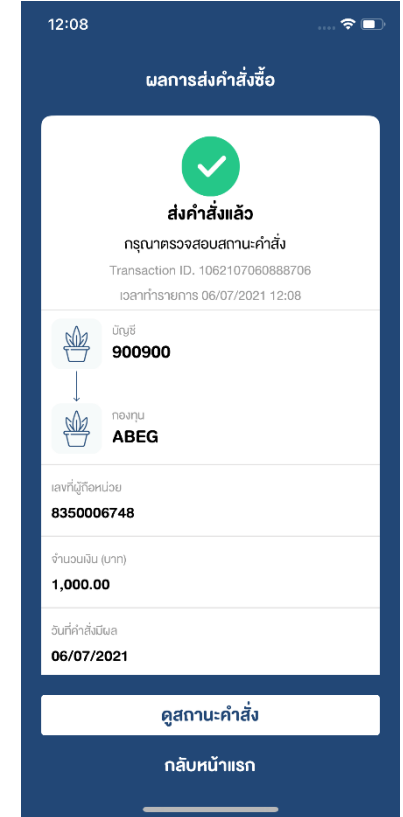 12:08
ผลการส่งคำสั่งซื้อ
ส่งคำสั่งแล้ว
กรุณาตรวจสอบสถานะคำสั่ง
Transaction ID. 1062107060888706
เวลาทำรายการ 06/07/2021 12:08
บัญชี
900900
กองทุน
ABEG
เลขที่ผู้ถือหน่วย
8350006748
จำนวนเงิน (บาท)
1,000.00
วันที่คำสั่งมีผล
06/07/2021
ดูสถานะคำสั่ง
กลับหน้าแรก